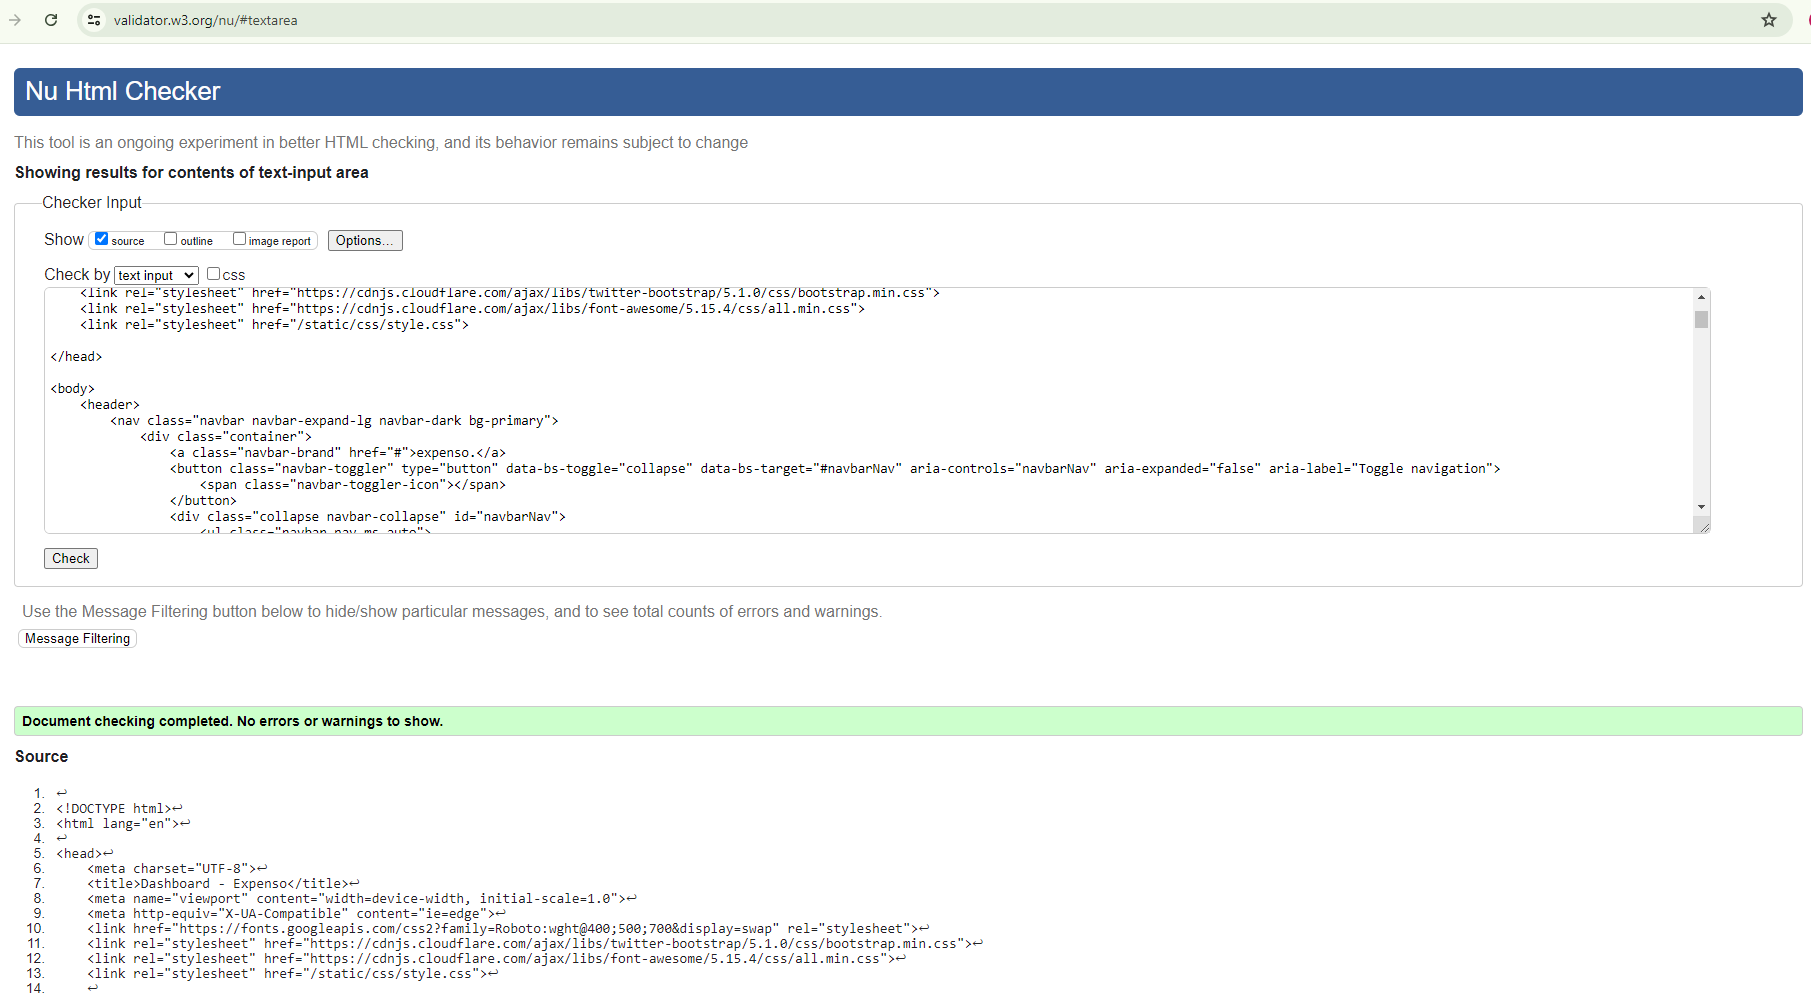 validator.w3.org/nu/#textarea
Nu Html Checker
This tool is an ongoing experiment in better HTML checking, and its behavior remains subject to change
Showing results for contents of text-input area
Checker Input
Show source outline image report Options...
Check by text input css
<link rel="stylesheet" href="https://cdnjs.cloudflare.com/ajax/libs/twitter-bootstrap/5.1.0/css/bootstrap.min.css">
<link rel="stylesheet" href="https://cdnjs.cloudflare.com/ajax/libs/font-awesome/5.15.4/css/all.min.css">
<link rel="stylesheet" href="/static/css/style.css">
</head>
<body>
<header>
<nav class="navbar navbar-expand-lg navbar-dark bg-primary">
<div class="container">
<a class="navbar-brand" href="#">expenso.</a>
<button class="navbar-toggler" type="button" data-bs-toggle="collapse" data-bs-target="#navbarNav" aria-controls="navbarNav" aria-expanded="false" aria-label="Toggle navigation">
<span class="navbar-toggler-icon"></span>
</button>
<div class="collapse navbar-collapse" id="navbarNav">
<ul class="navbar-nav ms-auto">
Check
Use the Message Filtering button below to hide/show particular messages, and to see total counts of errors and warnings.
Message Filtering
Document checking completed. No errors or warnings to show.
Source
1. ↩
2. <!DOCTYPE html>↩
3. <html lang="en">↩
4. ↩
5. <head>↩
6. <meta charset="UTF-8">↩
7. <title>Dashboard - Expenso</title>↩
8. <meta name="viewport" content="width=device-width, initial-scale=1.0">↩
9. <meta http-equiv="X-UA-Compatible" content="ie=edge">↩
10. <link href="https://fonts.googleapis.com/css2?family=Roboto:wght@400;500;700&display=swap" rel="stylesheet">↩
11. <link rel="stylesheet" href="https://cdnjs.cloudflare.com/ajax/libs/twitter-bootstrap/5.1.0/css/bootstrap.min.css">↩
12. <link rel="stylesheet" href="https://cdnjs.cloudflare.com/ajax/libs/font-awesome/5.15.4/css/all.min.css">↩
13. <link rel="stylesheet" href="/static/css/style.css">↩
14. ↩